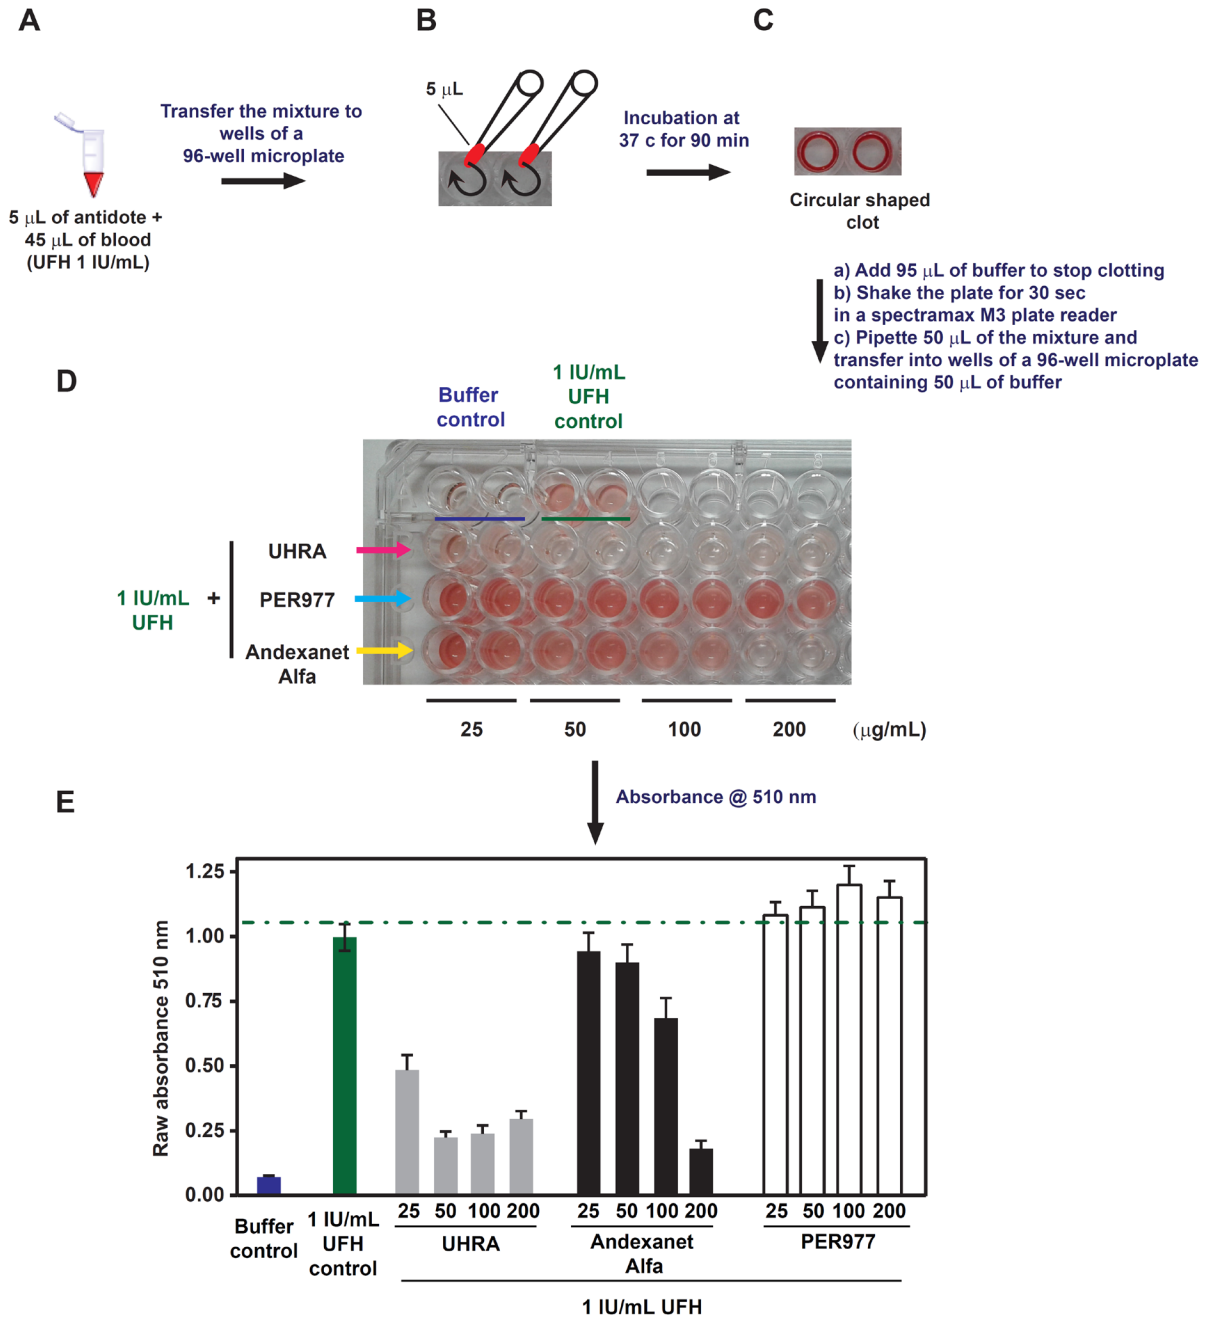 A
B
C
Transfer the mixture to
wells of a
96-well microplate
5 μL
Incubation at
37 c for 90 min
5 μL of antidote +
45 μL of blood
(UFH 1 IU/mL)
Circular shaped
clot
a) Add 95 μL of buffer to stop clotting
b) Shake the plate for 30 sec
in a spectramax M3 plate reader
c) Pipette 50 μL of the mixture and
transfer into wells of a 96-well microplate
containing 50 μL of buffer
D
Buffer
control
1 IU/mL
UFH
control
1 IU/mL
UFH
+
UHRA
PER977
Andexanet
Alfa
25 50 100 200 (μg/mL)
Absorbance @ 510 nm
E
Raw absorbance 510 nm
1.25
1.00
0.75
0.50
0.25
0.00
Buffer
control
1 IU/mL
UFH
control
25 50 100 200
UHRA
25 50 100 200
Andexanet
Alfa
25 50 100 200
PER977
1 IU/mL UFH